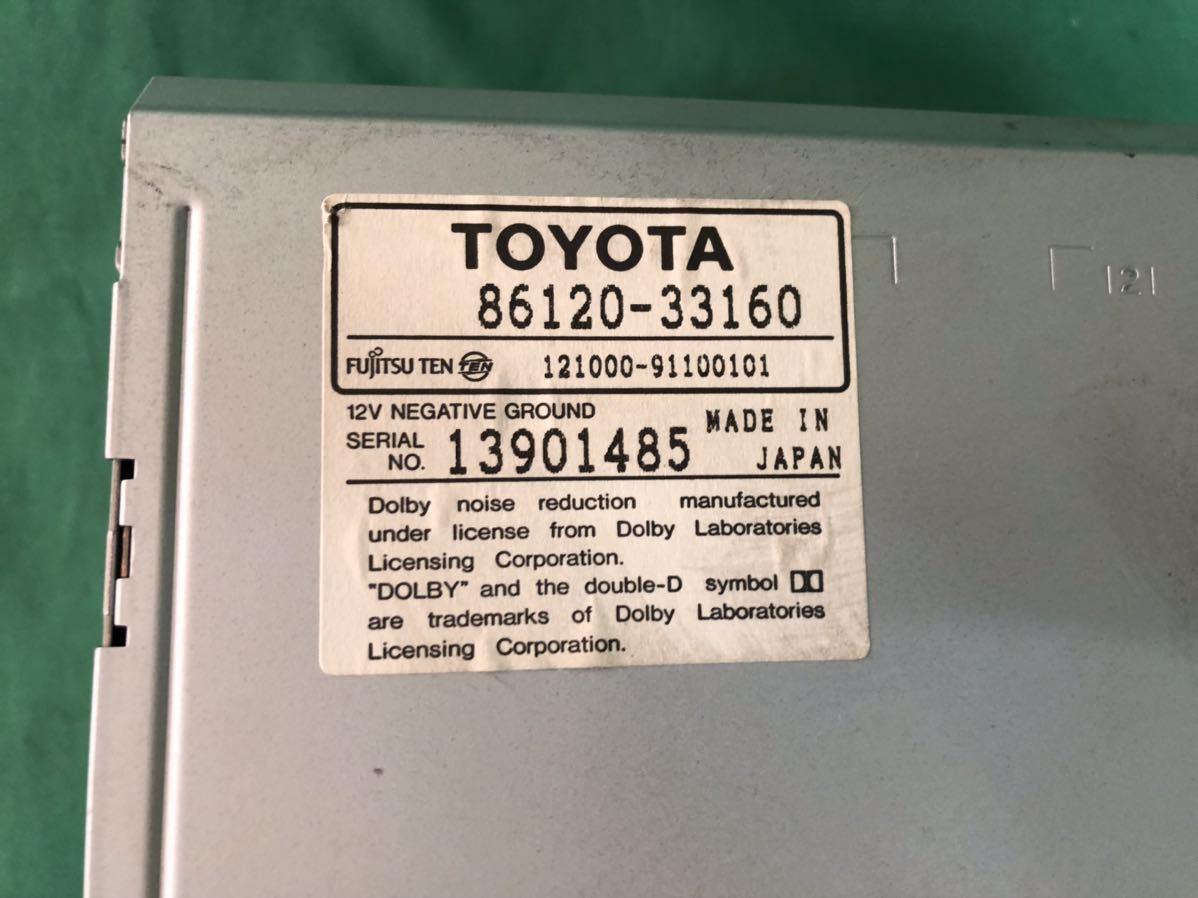 TOYOTA
86120-33160
FUJITSU TEN TEN 121000-91100101
12V NEGATIVE GROUND
SERIAL NO. 13901485
MADE IN JAPAN
Dolby noise reduction manufactured
under license from Dolby Laboratories
Licensing Corporation.
"DOLBY" and the double-D symbol
are trademarks of Dolby Laboratories
Licensing Corporation.
121